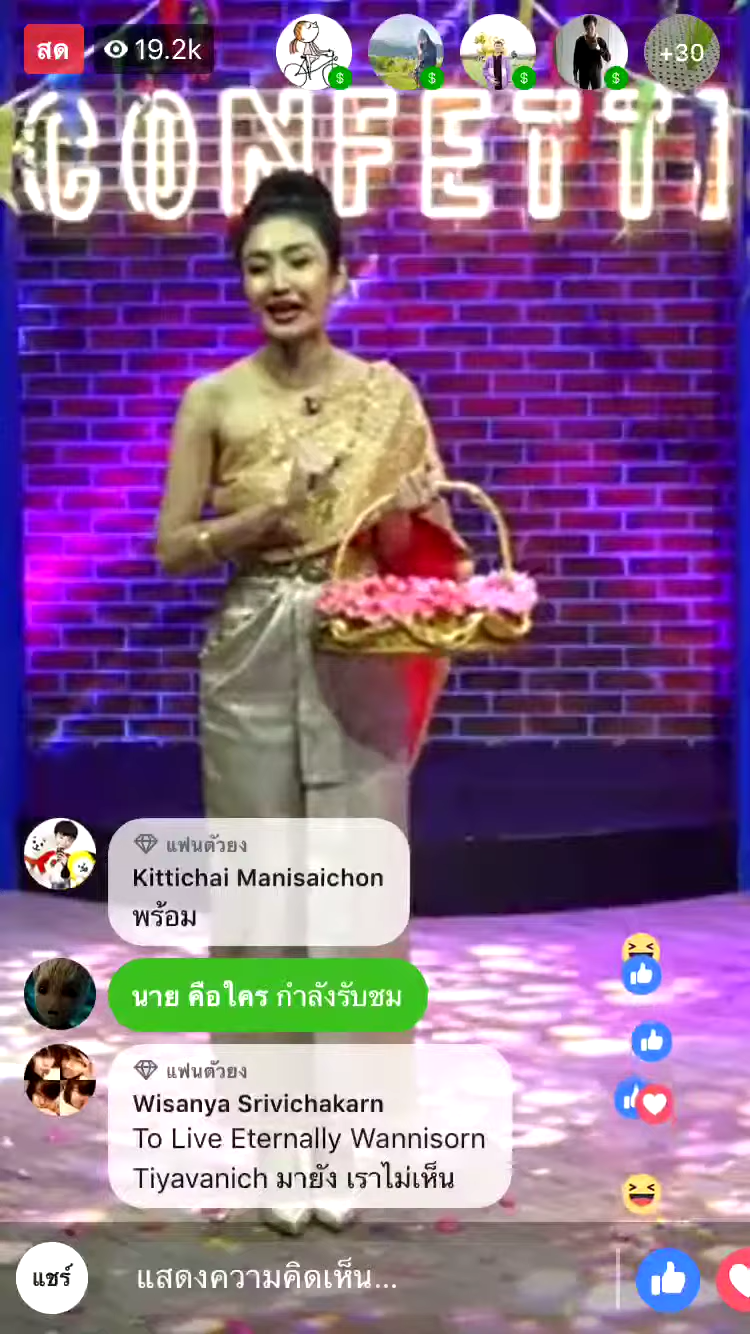 สด 19.2k
$ $ $ $ +30
CONFETTI
แฟนตัวยง
Kittichai Manisaichon
พร้อม
นาย คือใคร กำลังรับชม
แฟนตัวยง
Wisanya Srivichakarn
To Live Eternally Wannisorn
Tiyavanich มายัง เราไม่เห็น
แชร์ แสดงความคิดเห็น...